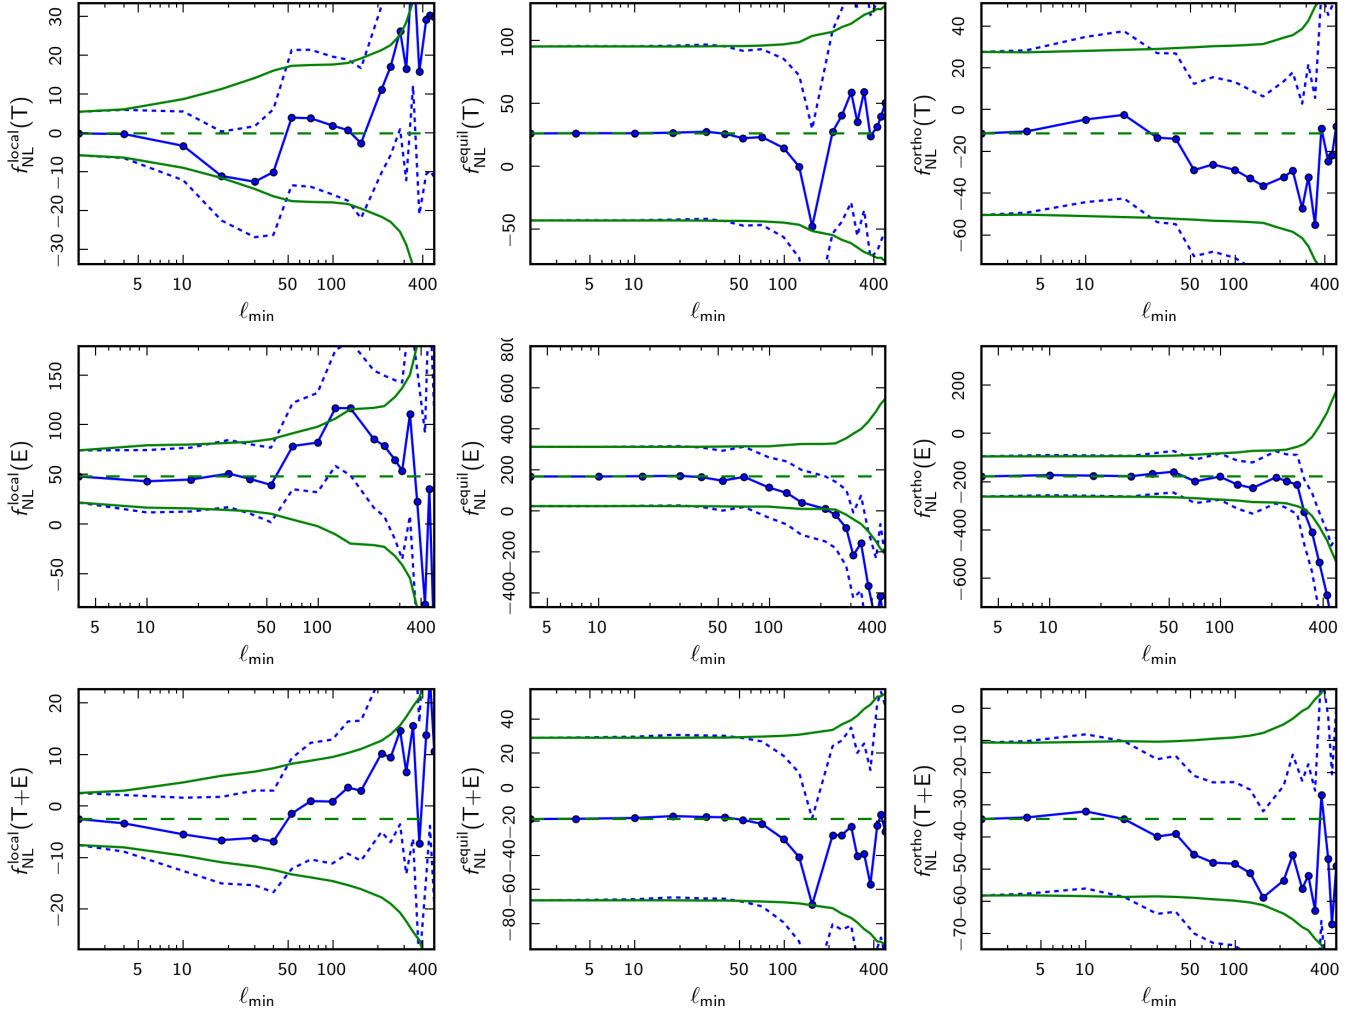 f_NL^local(T)
30
20
10
0
−10
−20
−30
5 10 50 100 400
ℓ_min
f_NL^equil(T)
100
50
0
−50
5 10 50 100 400
ℓ_min
f_NL^ortho(T)
40
20
0
−20
−40
−60
5 10 50 100 400
ℓ_min
f_NL^local(E)
150
100
50
0
−50
5 10 50 100 400
ℓ_min
f_NL^equil(E)
800
600
400
200
0
−200
−400
5 10 50 100 400
ℓ_min
f_NL^ortho(E)
200
0
−200
−400
−600
5 10 50 100 400
ℓ_min
f_NL^local(T+E)
20
10
0
−10
−20
5 10 50 100 400
ℓ_min
f_NL^equil(T+E)
40
20
0
−20
−40
−60
−80
5 10 50 100 400
ℓ_min
f_NL^ortho(T+E)
0
−10
−20
−30
−40
−50
−60
−70
5 10 50 100 400
ℓ_min